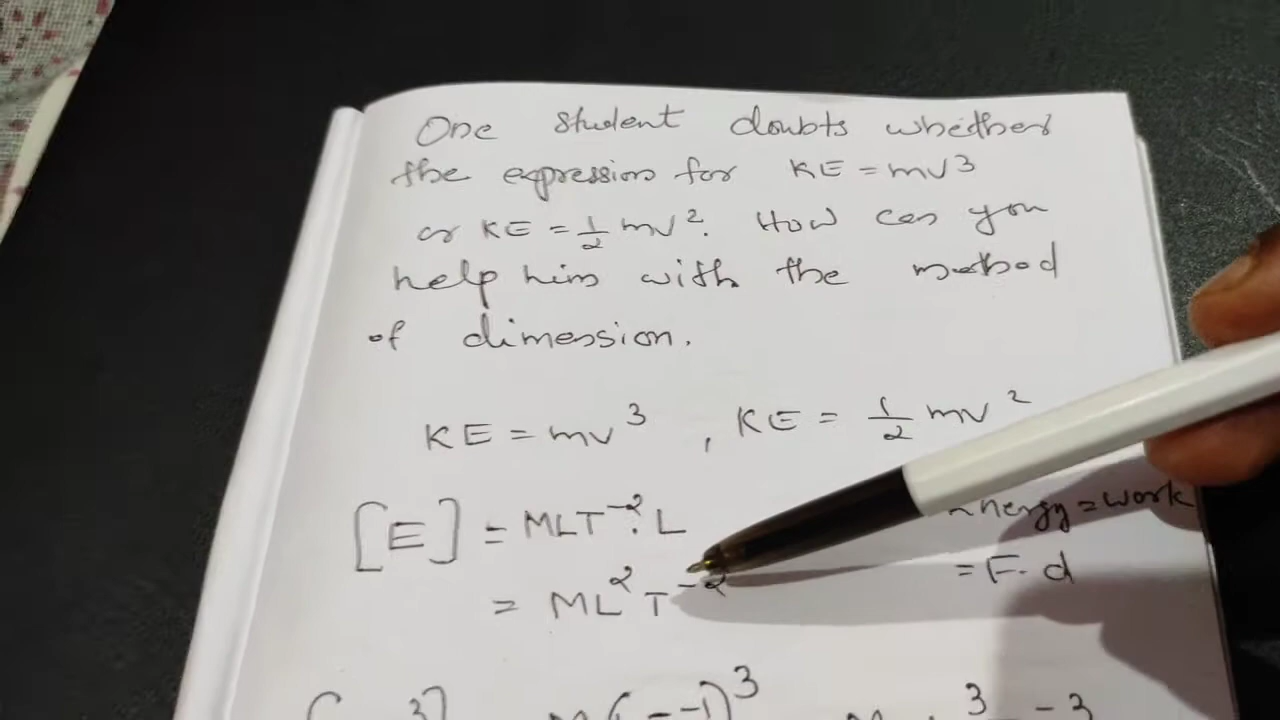 One student doubts whether
the expression for KE = mv³
or KE = ½ mv². How can you
help him with the method
of dimension.
KE = mv³ , KE = ½ mv²
[E] = MLT⁻². L
= ML² T⁻²
Energy = work
= F. d